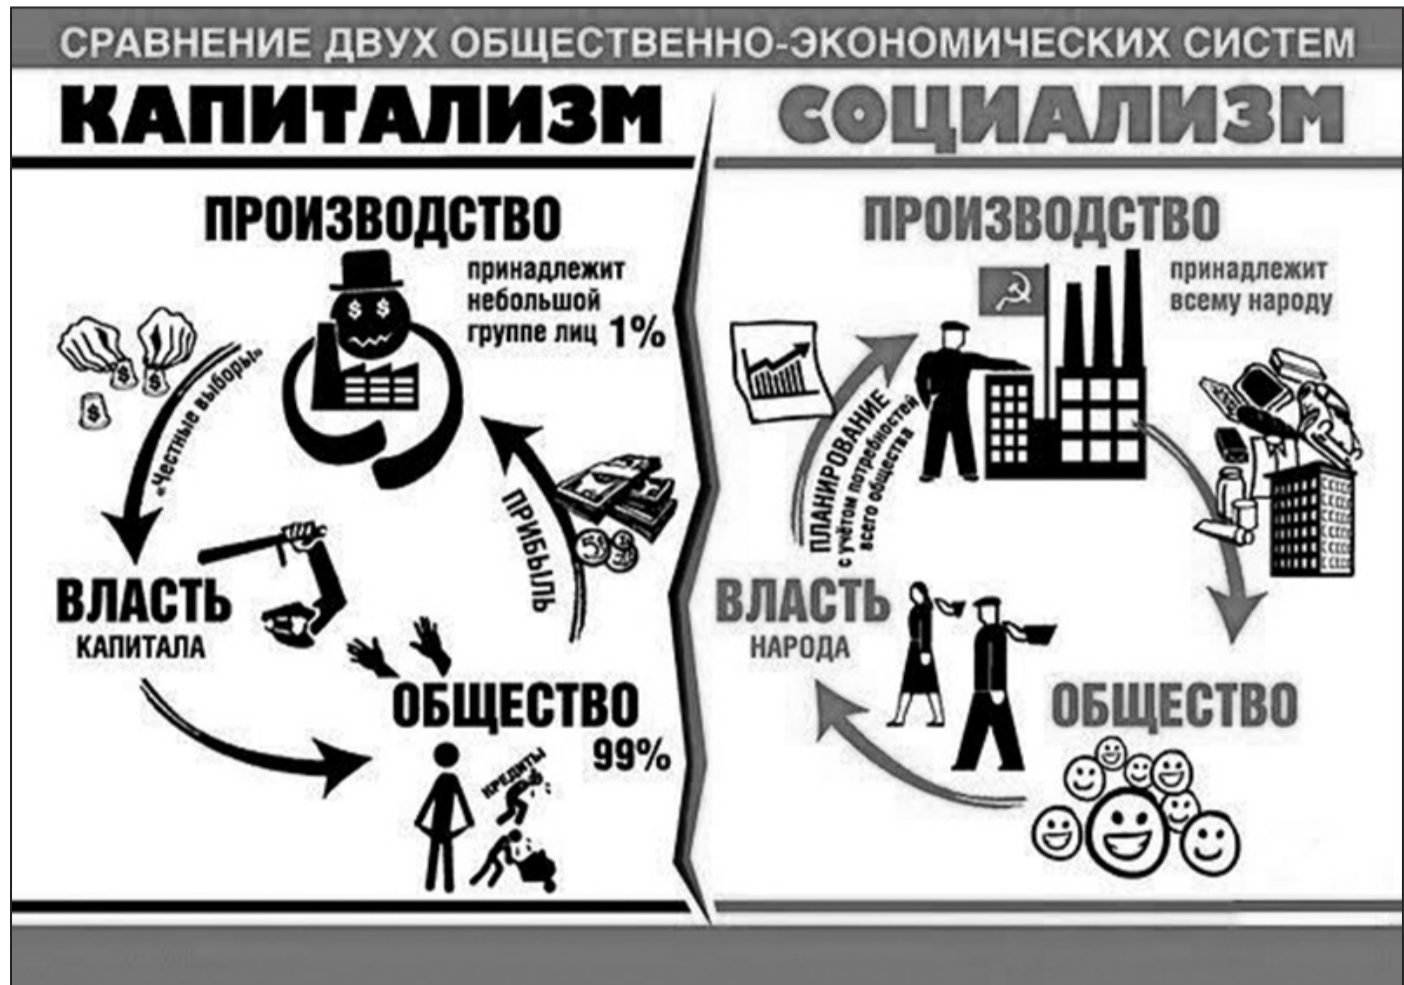 СРАВНЕНИЕ ДВУХ ОБЩЕСТВЕННО-ЭКОНОМИЧЕСКИХ СИСТЕМ
КАПИТАЛИЗМ
ПРОИЗВОДСТВО
принадлежит
небольшой
группе лиц 1%
$ $
$ $
$
«Честные выборы»
ПРИБЫЛЬ
5
ВЛАСТЬ
КАПИТАЛА
ОБЩЕСТВО
99%
КРЕДИТЫ
СОЦИАЛИЗМ
ПРОИЗВОДСТВО
принадлежит
всему народу
ПЛАНИРОВАНИЕ
с учётом потребностей
всего общества
ВЛАСТЬ
НАРОДА
ОБЩЕСТВО